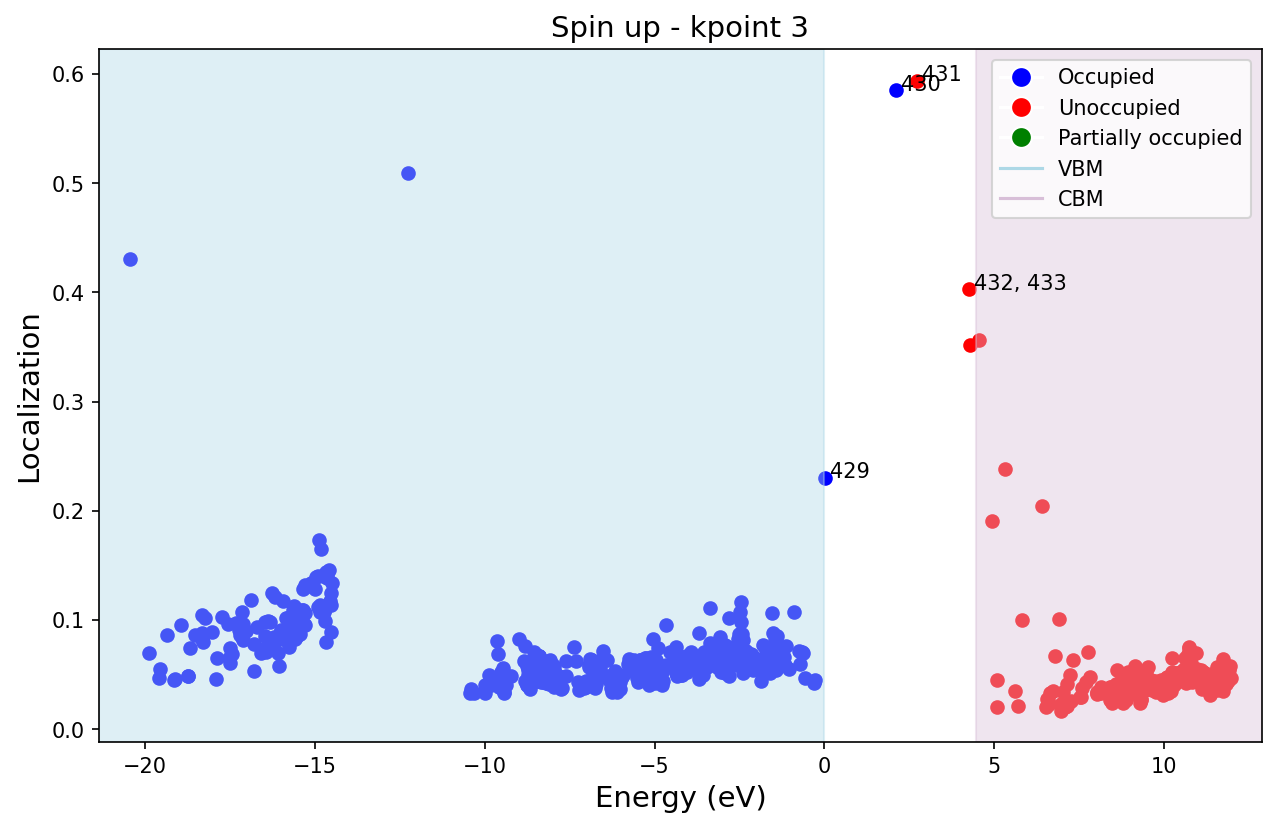 Spin up - kpoint 3
Localization
0.6
0.5
0.4
0.3
0.2
0.1
0.0
431
430
432, 433
429
Occupied
Unoccupied
Partially occupied
VBM
CBM
−20
−15
−10
−5
0
5
10
Energy (eV)